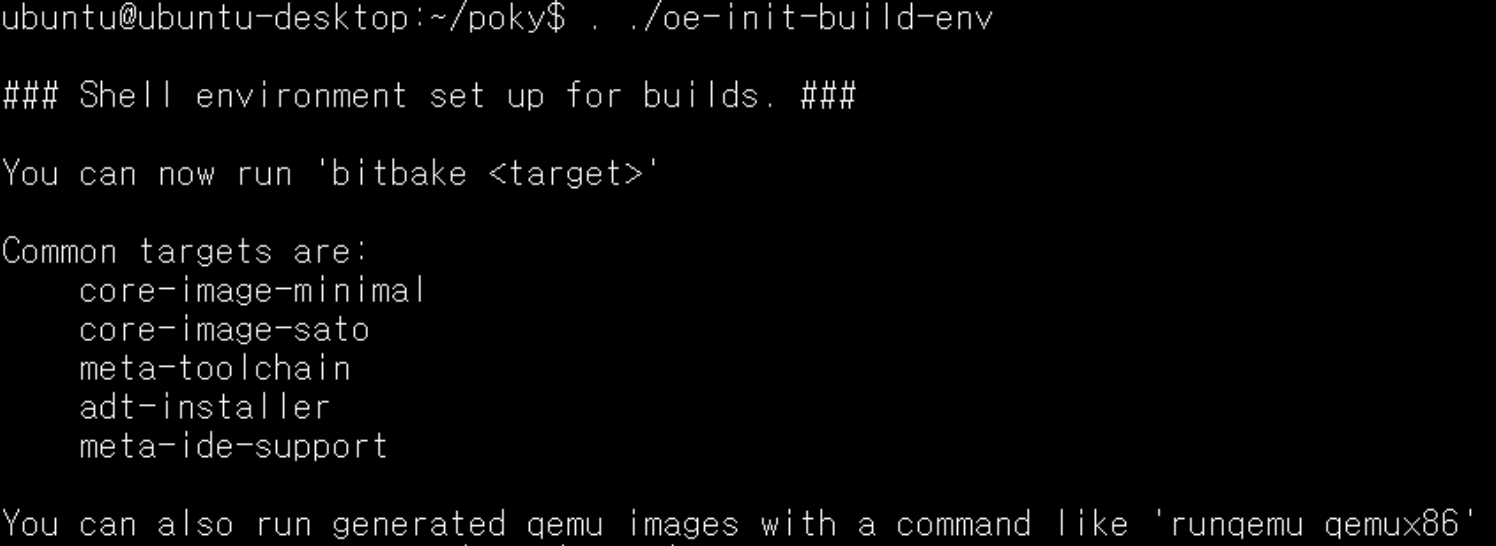 ubuntu@ubuntu-desktop:~/poky$ . ./oe-init-build-env
### Shell environment set up for builds. ###
You can now run 'bitbake <target>'
Common targets are:
core-image-minimal
core-image-sato
meta-toolchain
adt-installer
meta-ide-support
You can also run generated qemu images with a command like 'runqemu qemux86'